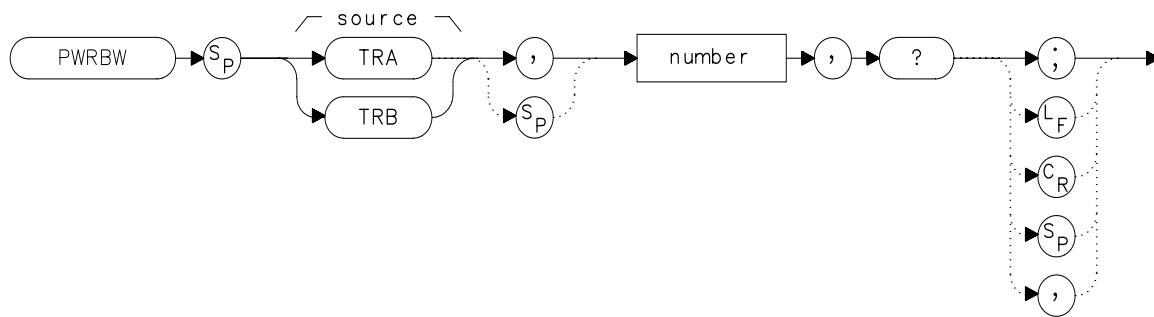 source
PWRBW SP TRA , number , ? ;
TRB SP LF
CR
SP
,